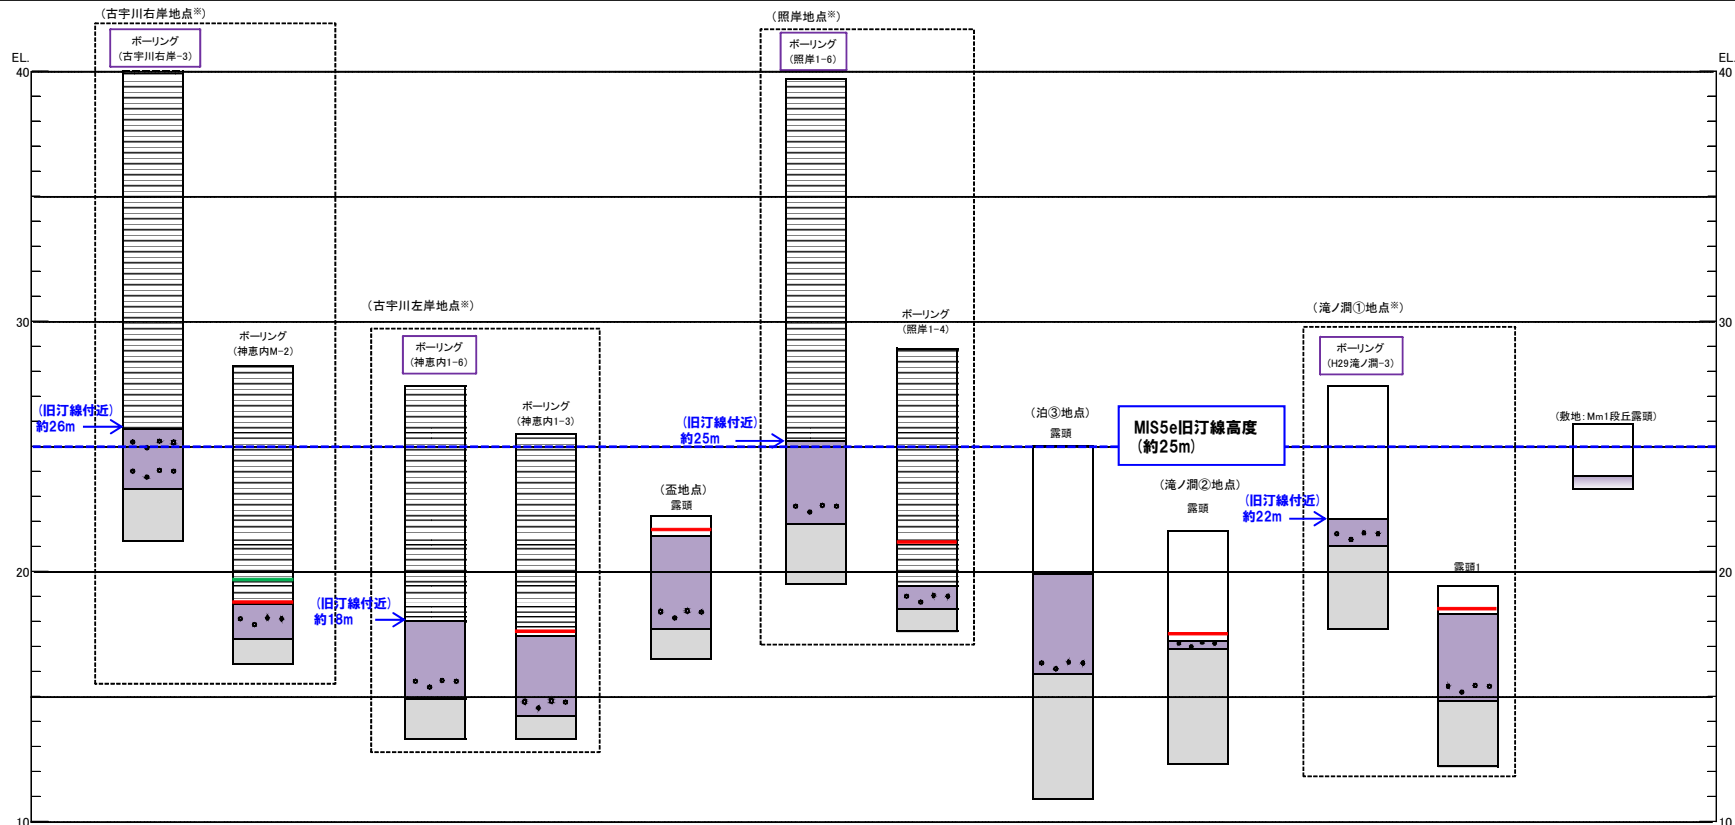 (古宇川右岸地点※)
ボーリング
(古宇川右岸-3)
(照岸地点※)
ボーリング
(照岸1-6)
EL.
EL.
40
40
(古宇川左岸地点※)
(滝ノ澗①地点※)
ボーリング
(照岸1-4)
30
30
ボーリング
(神恵内M-2)
ボーリング
(神恵内1-6)
ボーリング
(H29滝ノ澗-3)
(旧汀線付近)
約26m
ボーリング
(神恵内1-3)
(旧汀線付近)
約25m
(泊③地点)
露頭
MIS5e旧汀線高度
(約25m)
(敷地:Mm1段丘露頭)
(盃地点)
露頭
(滝ノ澗②地点)
露頭
(旧汀線付近)
約22m
20
20
露頭1
(旧汀線付近)
約18m
10
10